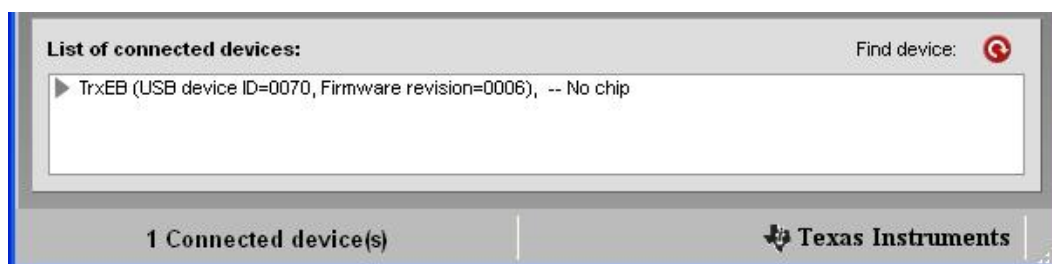 List of connected devices: Find device:
TrxEB (USB device ID=0070, Firmware revision=0006), -- No chip
1 Connected device(s) Texas Instruments